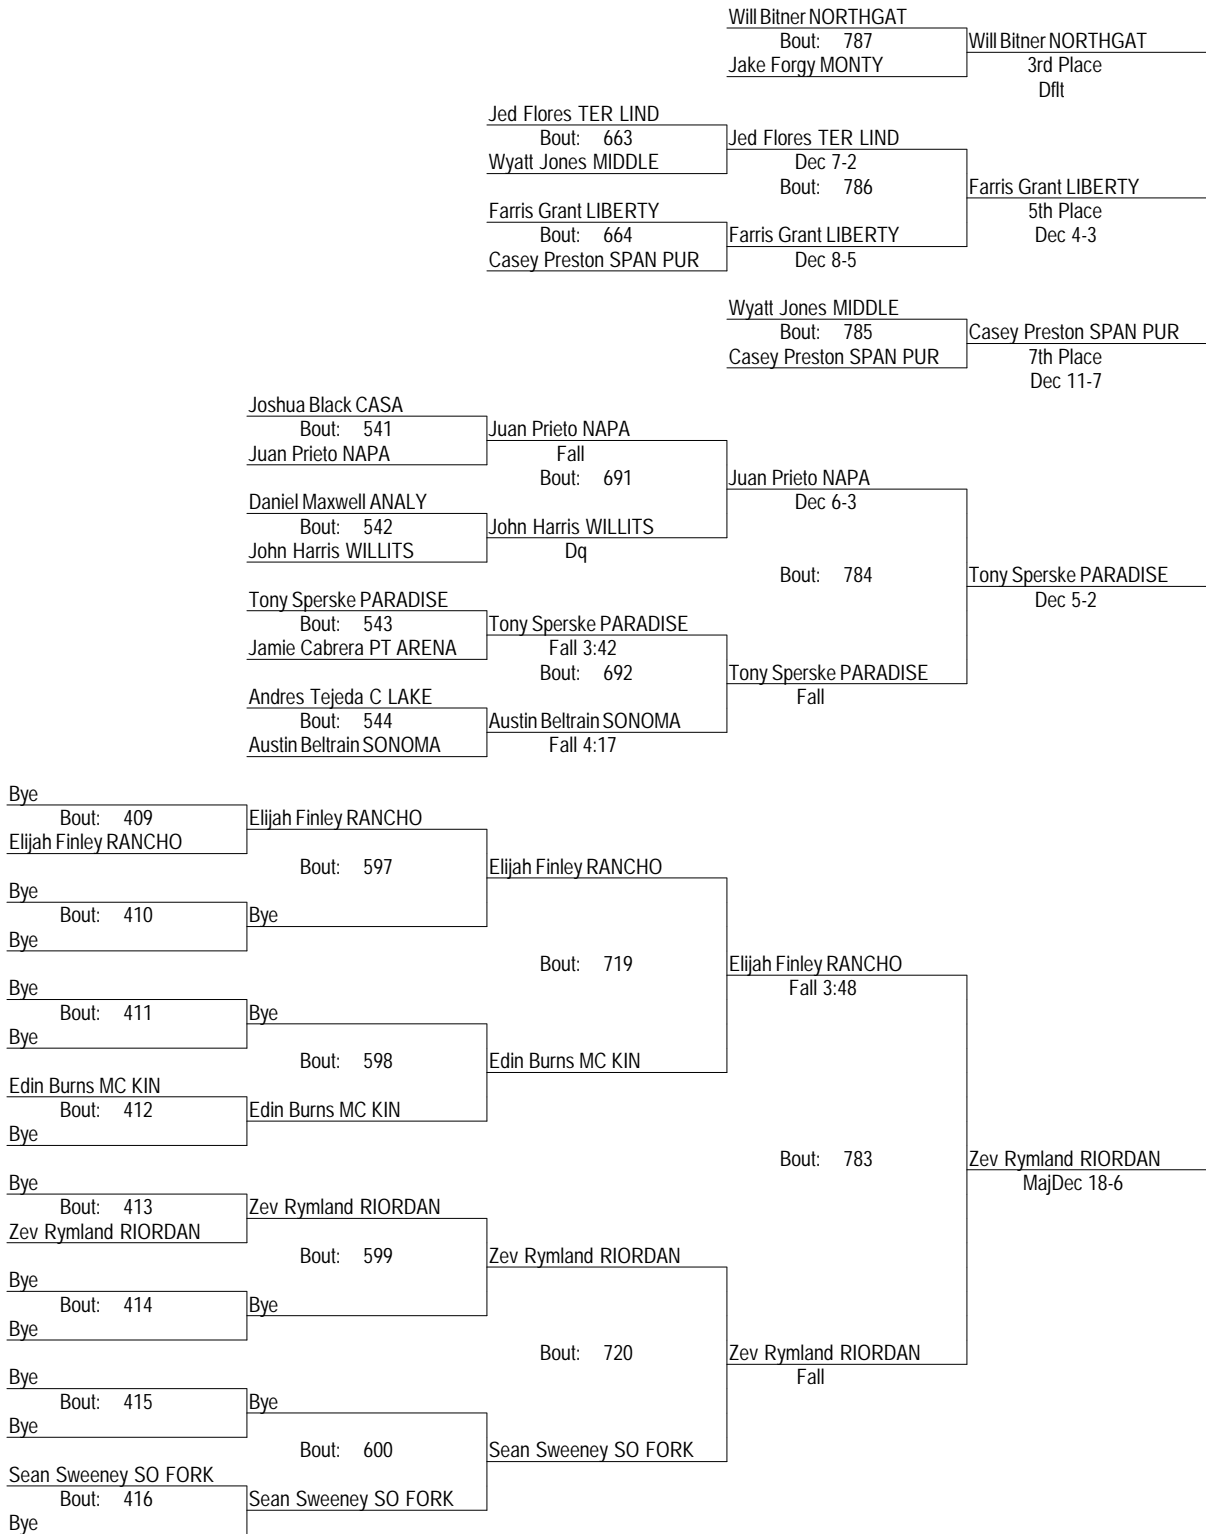 Will Bitner NORTHGAT
Bout: 787
Will Bitner NORTHGAT
Jake Forgy MONTY
3rd Place
Dflt
Jed Flores TER LIND
Bout: 663
Jed Flores TER LIND
Wyatt Jones MIDDLE
Dec 7-2
Bout: 786
Farris Grant LIBERTY
Farris Grant LIBERTY
5th Place
Bout: 664
Farris Grant LIBERTY
Dec 4-3
Casey Preston SPAN PUR
Dec 8-5
Wyatt Jones MIDDLE
Bout: 785
Casey Preston SPAN PUR
Casey Preston SPAN PUR
7th Place
Dec 11-7
Joshua Black CASA
Bout: 541
Juan Prieto NAPA
Juan Prieto NAPA
Fall
Bout: 691
Juan Prieto NAPA
Daniel Maxwell ANALY
Dec 6-3
Bout: 542
John Harris WILLITS
John Harris WILLITS
Dq
Bout: 784
Tony Sperske PARADISE
Tony Sperske PARADISE
Dec 5-2
Bout: 543
Tony Sperske PARADISE
Jamie Cabrera PT ARENA
Fall 3:42
Bout: 692
Tony Sperske PARADISE
Andres Tejeda C LAKE
Fall
Bout: 544
Austin Beltrain SONOMA
Austin Beltrain SONOMA
Fall 4:17
Bye
Bout: 409
Elijah Finley RANCHO
Elijah Finley RANCHO
Bout: 597
Elijah Finley RANCHO
Bye
Bout: 410
Bye
Bye
Bout: 719
Elijah Finley RANCHO
Bye
Fall 3:48
Bout: 411
Bye
Bye
Bout: 598
Edin Burns MC KIN
Edin Burns MC KIN
Bout: 412
Edin Burns MC KIN
Bye
Bout: 783
Zev Rymland RIORDAN
Bye
MajDec 18-6
Bout: 413
Zev Rymland RIORDAN
Zev Rymland RIORDAN
Bout: 599
Zev Rymland RIORDAN
Bye
Bout: 414
Bye
Bye
Bout: 720
Zev Rymland RIORDAN
Bye
Fall
Bout: 415
Bye
Bye
Bout: 600
Sean Sweeney SO FORK
Sean Sweeney SO FORK
Bout: 416
Sean Sweeney SO FORK
Bye